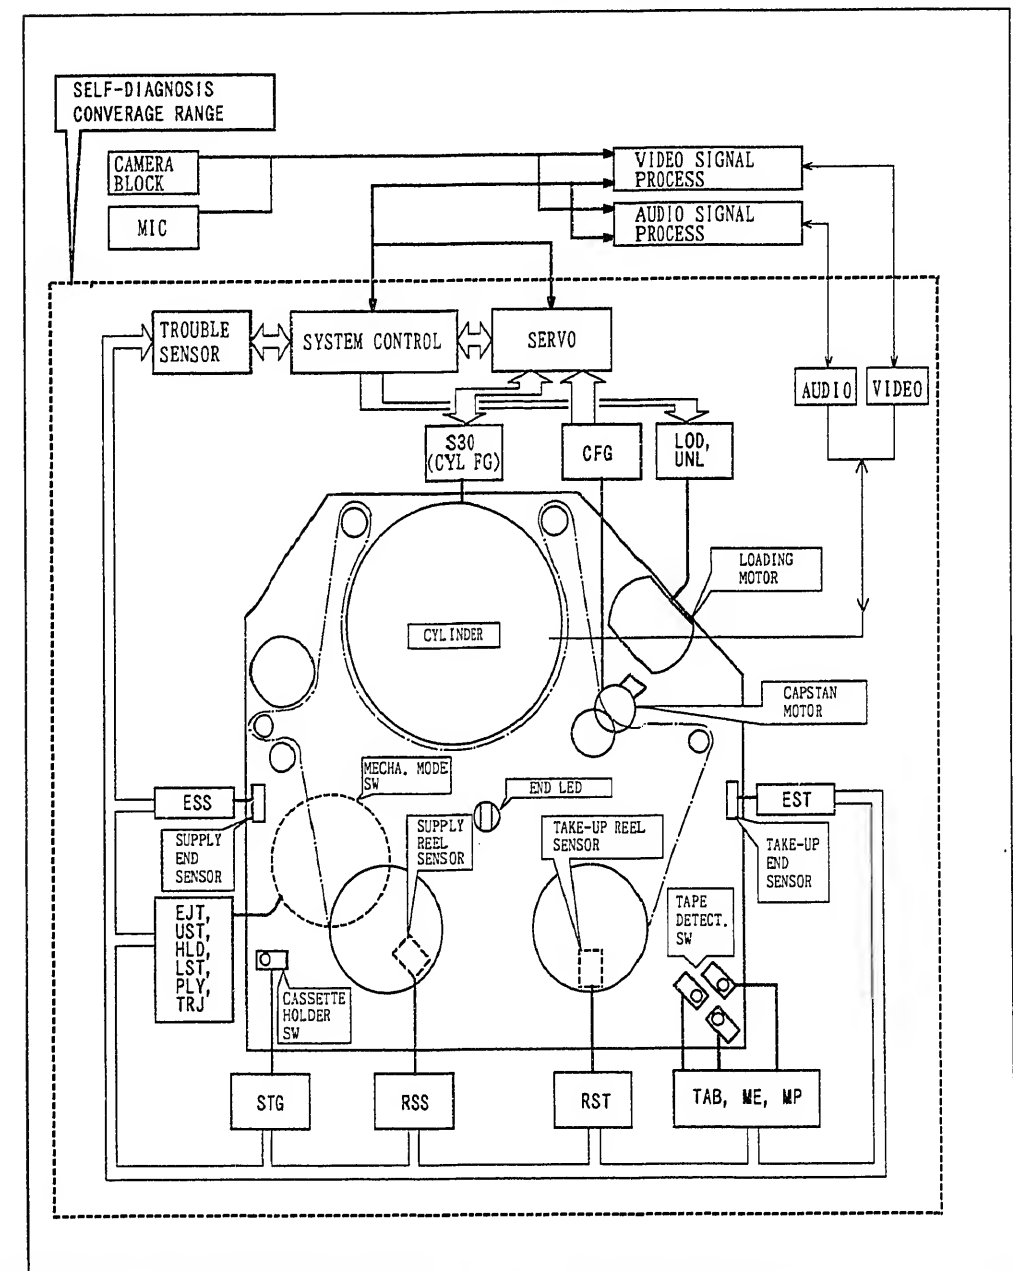 SELF-DIAGNOSIS
CONVERAGE RANGE
CAMERA
BLOCK
MIC
VIDEO SIGNAL
PROCESS
AUDIO SIGNAL
PROCESS
TROUBLE
SENSOR
SYSTEM CONTROL
SERVO
AUDIO
VIDEO
S30
(CYL FG)
CFG
LOD,
UNL
LOADING
MOTOR
CYLINDER
CAPSTAN
MOTOR
MECHA. MODE
SW
END LED
ESS
EST
SUPPLY
END
SENSOR
SUPPLY
REEL
SENSOR
TAKE-UP REEL
SENSOR
TAKE-UP
END
SENSOR
EJT,
UST,
HLD,
LST,
PLY,
TRJ
TAPE
DETECT.
SW
CASSETTE
HOLDER
SW
STG
RSS
RST
TAB, ME, MP